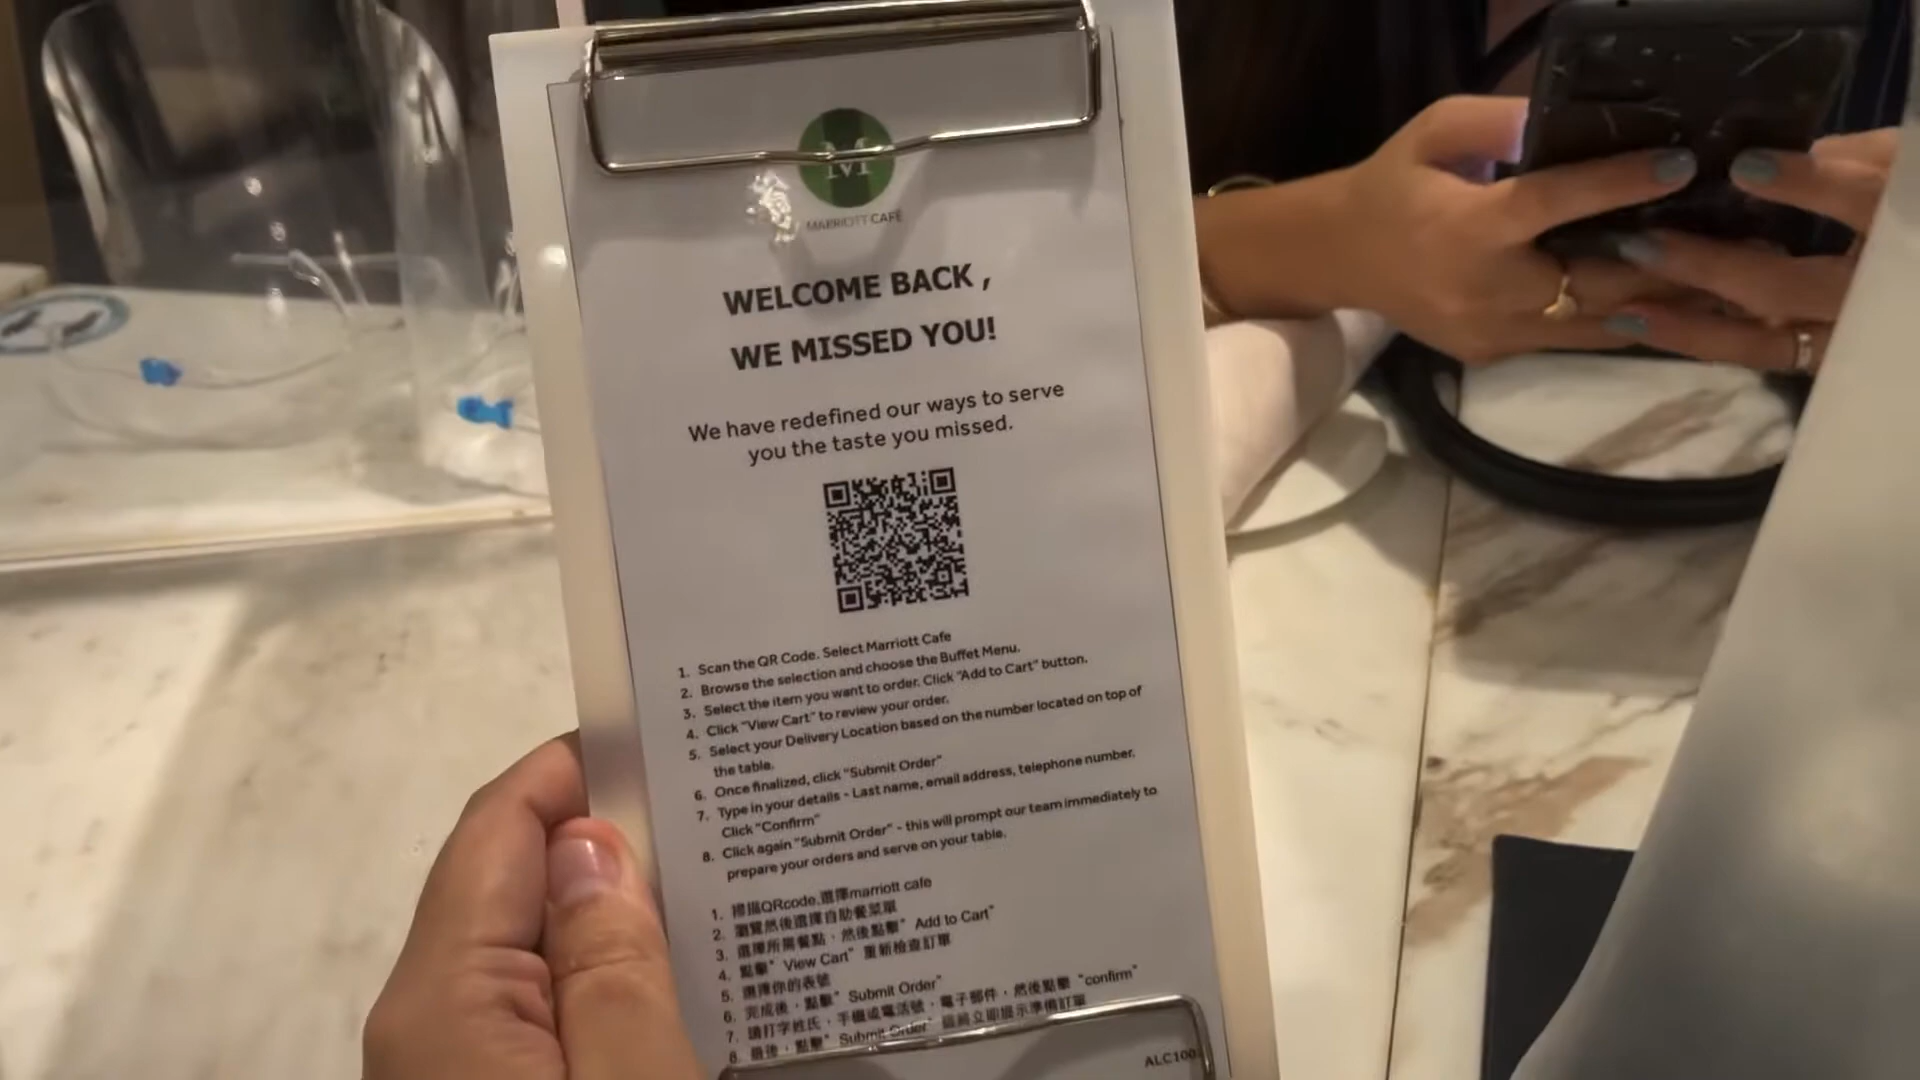 M
MARRIOTT CAFE
WELCOME BACK ,
WE MISSED YOU!
We have redefined our ways to serve
you the taste you missed.
1. Scan the QR Code. Select Marriott Cafe
2. Browse the selection and choose the Buffet Menu.
3. Select the item you want to order. Click "Add to Cart" button.
4. Click "View Cart" to review your order.
5. Select your Delivery Location based on the number located on top of
the table.
6. Once finalized, click "Submit Order"
7. Type in your details - Last name, email address, telephone number.
Click "Confirm"
8. Click again "Submit Order" - this will prompt our team immediately to
prepare your orders and serve on your table.
1. 掃描QRcode,選擇marriott cafe
2. 瀏覽然後選擇自助餐菜單
3. 選擇所需餐點，然後點擊" Add to Cart"
4. 點擊" View Cart" 重新檢查訂單
5. 選擇你的表號
6. 完成後，點擊" Submit Order"
7. 請打字姓氏，手機或電話號，電子郵件，然後點擊 "confirm"
8. 最後，點擊" Submit Order" 立即提示準備訂單
ALC100